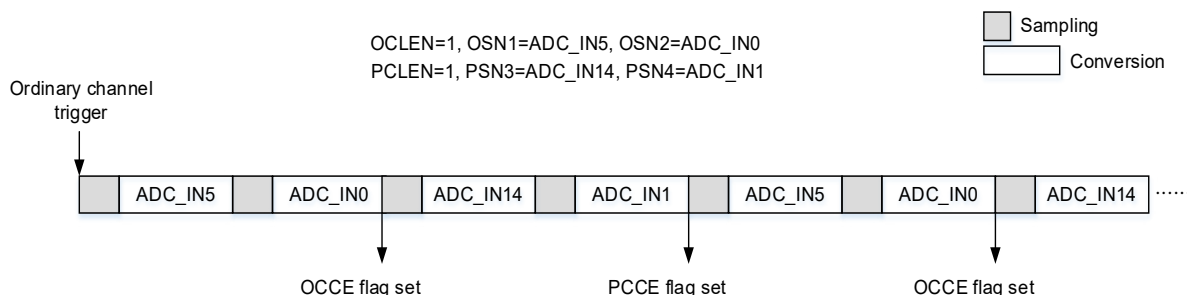 OCLEN=1, OSN1=ADC_IN5, OSN2=ADC_IN0
PCLEN=1, PSN3=ADC_IN14, PSN4=ADC_IN1
Sampling
Conversion
Ordinary channel
trigger
ADC_IN5 ADC_IN0 ADC_IN14 ADC_IN1 ADC_IN5 ADC_IN0 ADC_IN14 .....
OCCE flag set PCCE flag set OCCE flag set